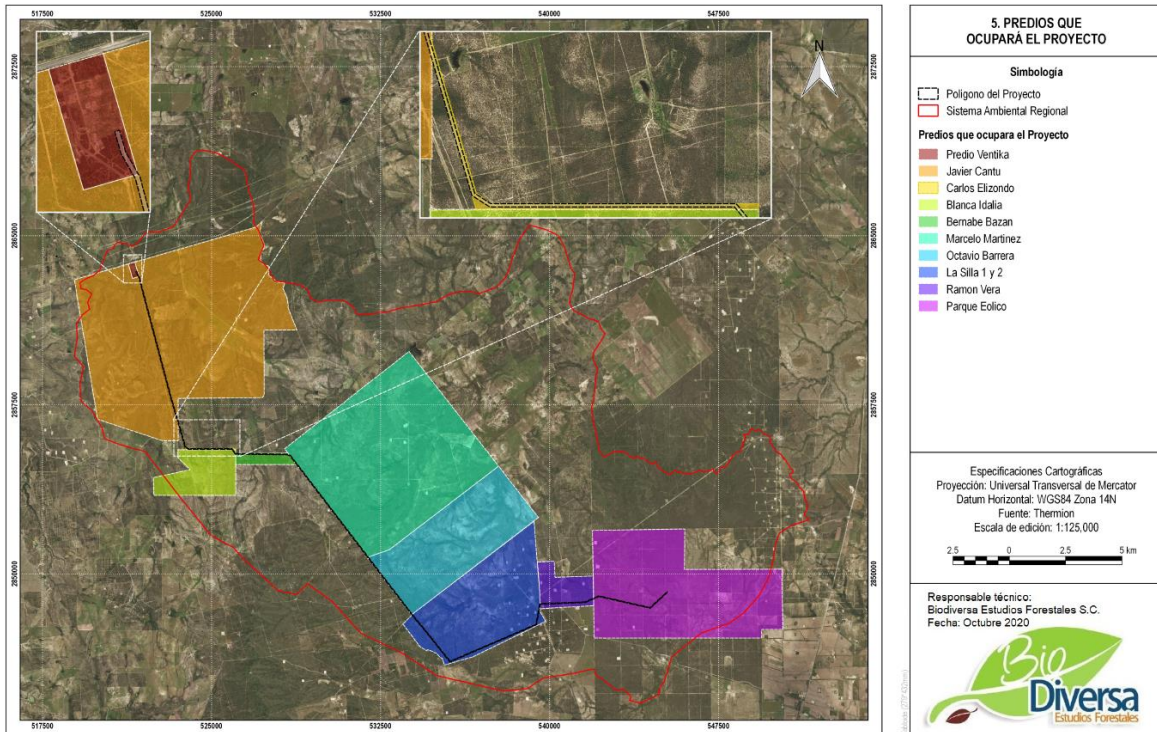 517500 525000 532500 540000 547500
2872500 2872500
2865000 2865000
2857500 2857500
2850000 2850000
517500 525000 532500 540000 547500
N
5. PREDIOS QUE
OCUPARÁ EL PROYECTO
Simbología
Poligono del Proyecto
Sistema Ambiental Regional
Predios que ocupara el Proyecto
Predio Ventika
Javier Cantu
Carlos Elizondo
Blanca Idalia
Bernabe Bazan
Marcelo Martinez
Octavio Barrera
La Silla 1 y 2
Ramon Vera
Parque Eolico
Especificaciones Cartográficas
Proyección: Universal Transversal de Mercator
Datum Horizontal: WGS84 Zona 14N
Fuente: Thermion
Escala de edición: 1:125,000
2.5 0 2.5 5 km
Responsable técnico:
Biodiversa Estudios Forestales S.C.
Fecha: Octubre 2020
Bio
Diversa
Estudios Forestales